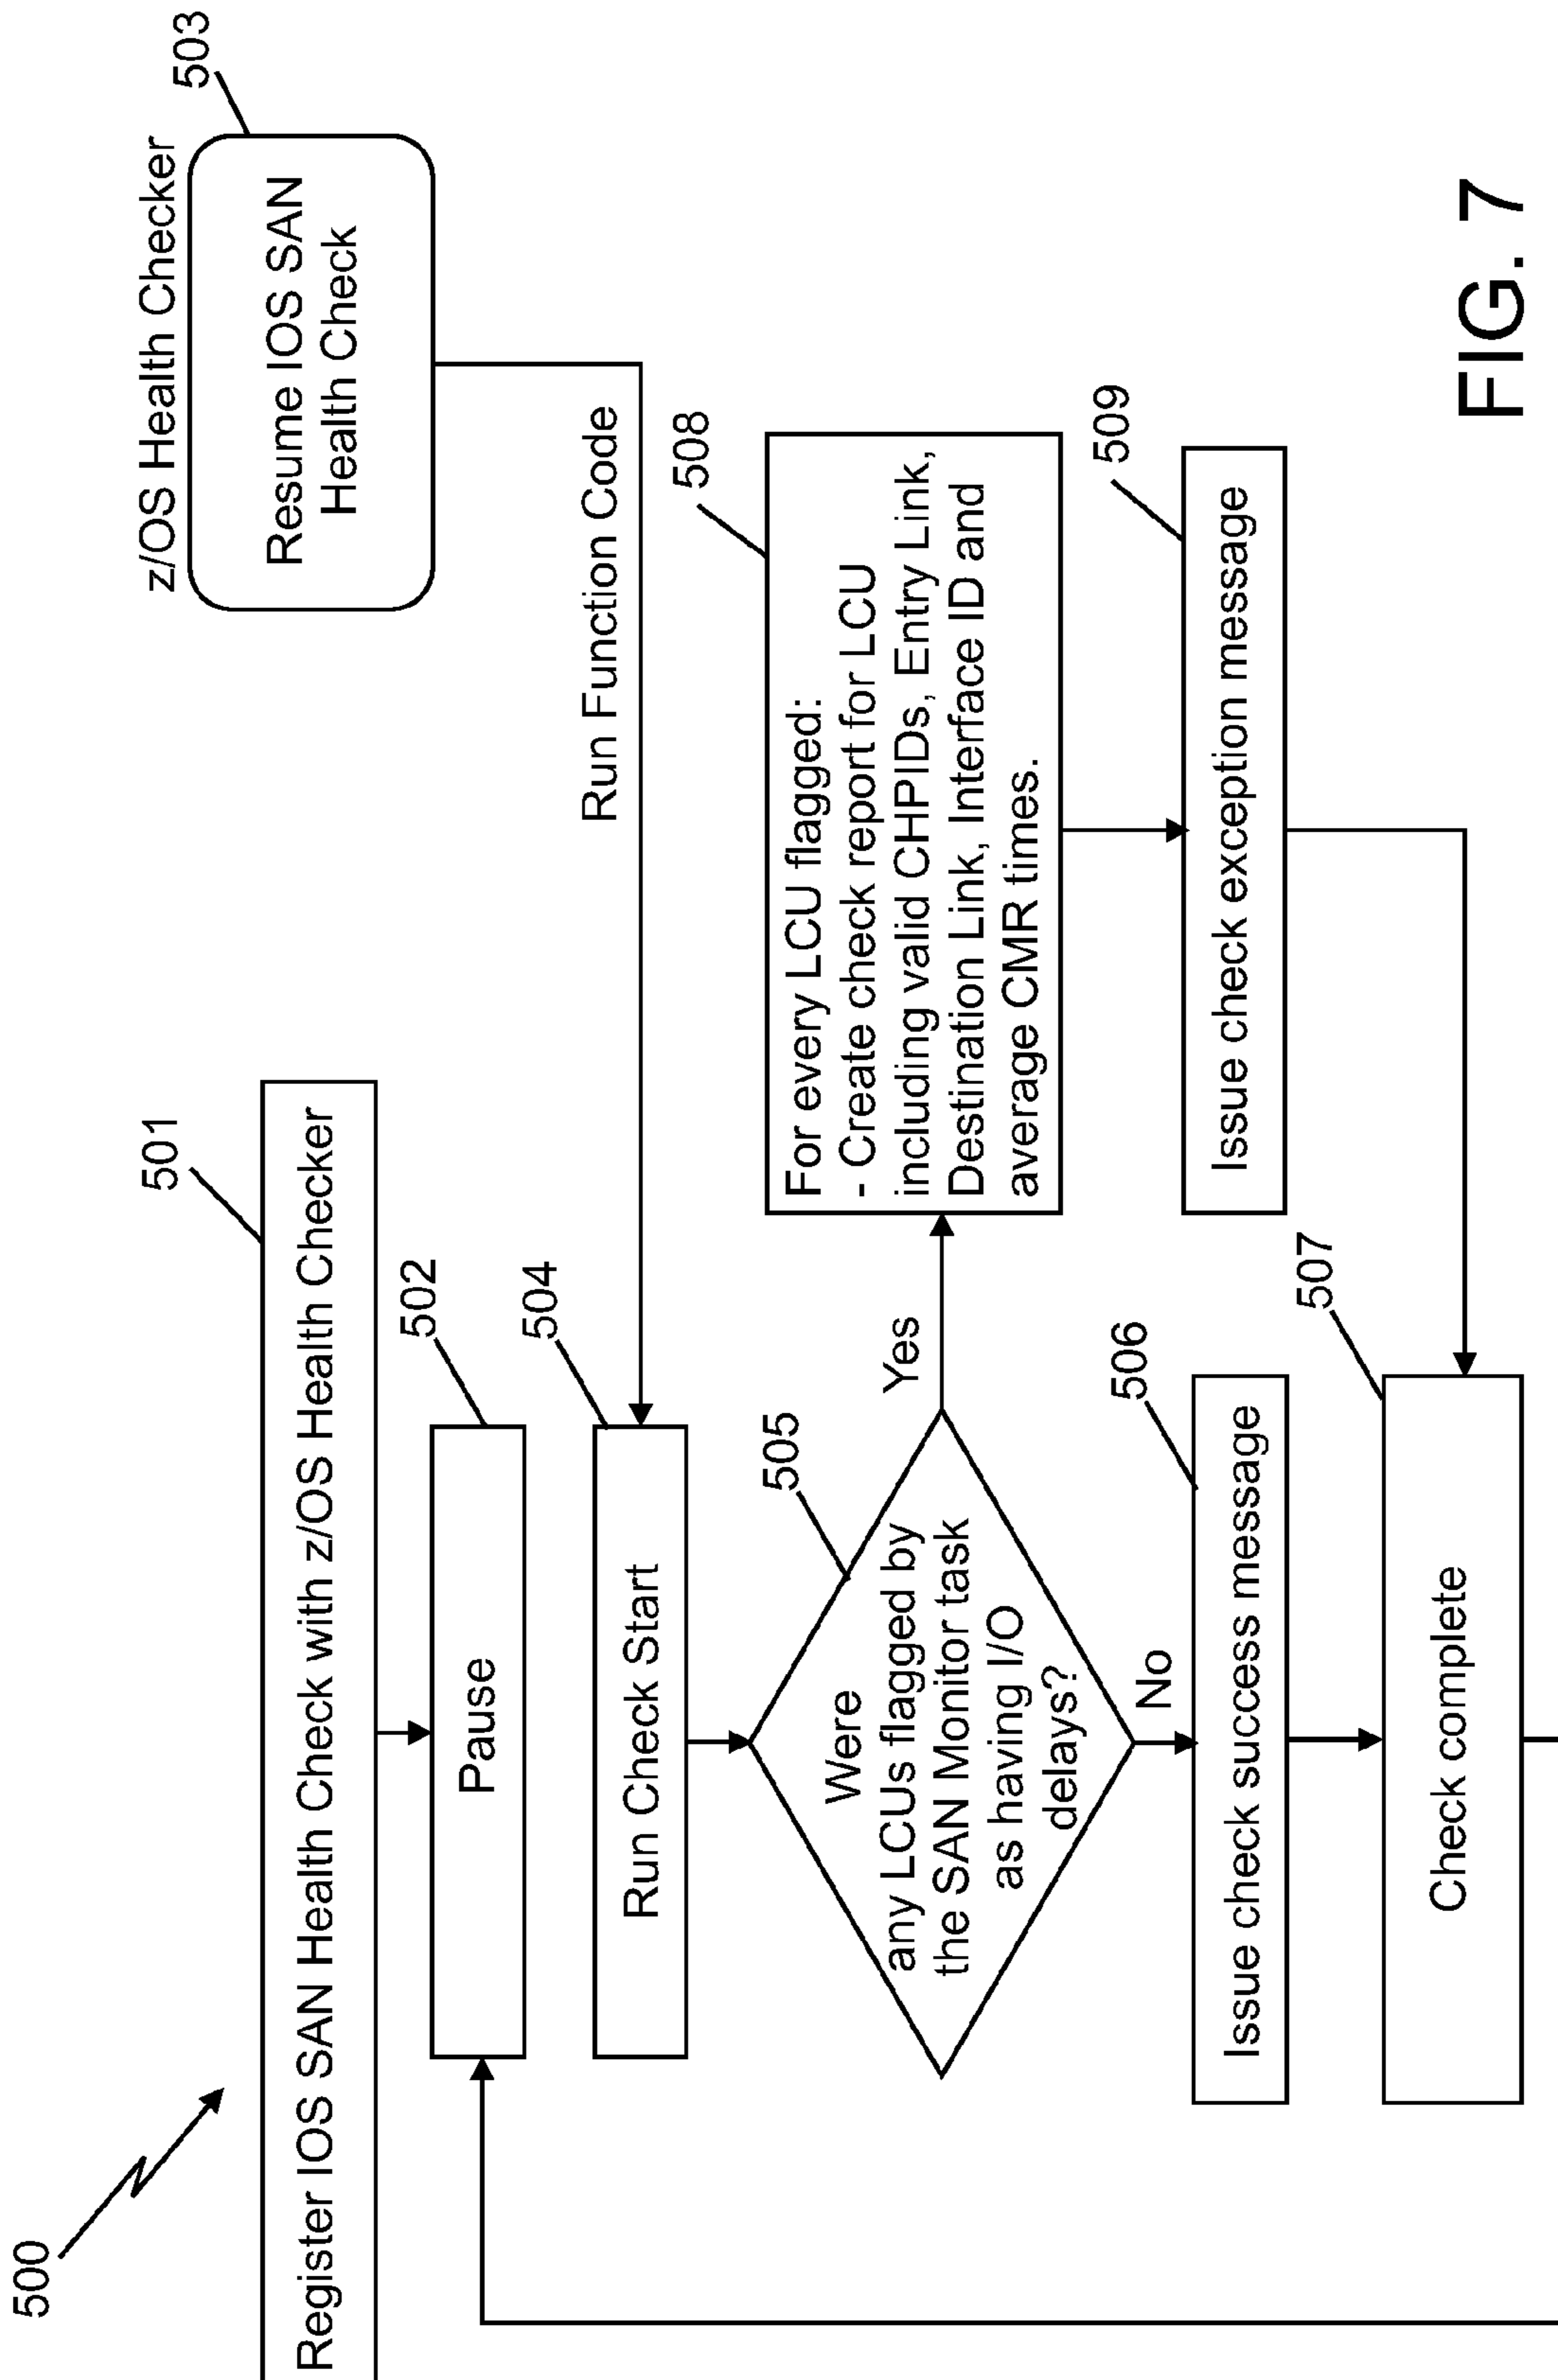 500
501
Register IOS SAN Health Check with z/OS Health Checker
z/OS Health Checker
503
Resume IOS SAN
Health Check
502
Pause
Run Function Code
504
Run Check Start
505
Were
any LCUs flagged by
the SAN Monitor task
as having I/O
delays?
Yes
508
For every LCU flagged:
- Create check report for LCU
including valid CHPIDs, Entry Link,
Destination Link, Interface ID and
average CMR times.
No
506
Issue check success message
509
Issue check exception message
507
Check complete
FIG. 7